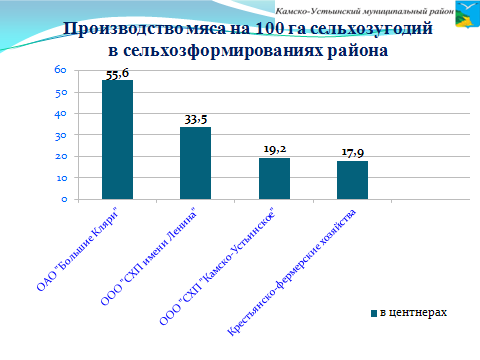 Камско-Устьинский муниципальный район
Производство мяса на 100 га сельхозугодий
в сельхозформированиях района
60
50
40
30
20
10
0
55,6
33,5
19,2
17,9
ОАО "Большие Кляри"
ООО "СХП имени Ленина"
ООО "СХП "Камско-Устьинское"
Крестьянско-фермерские хозяйства
в центнерах